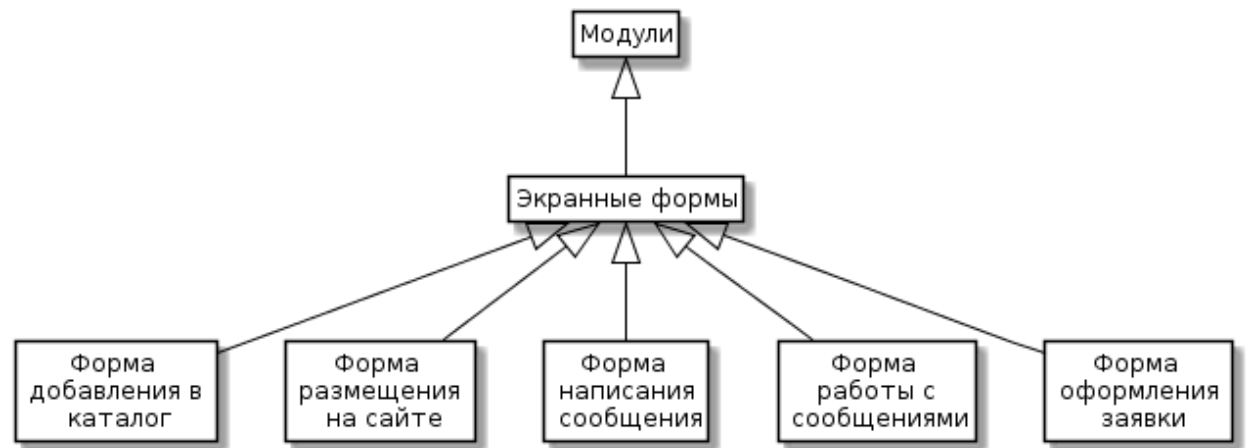 Модули
Экранные формы
Форма
добавления в
каталог
Форма
размещения
на сайте
Форма
написания
сообщения
Форма
работы с
сообщениями
Форма
оформления
заявки